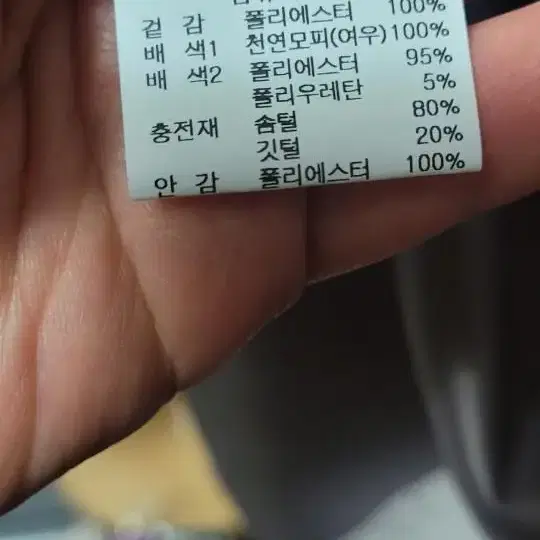 겉 감 폴리에스터 100%
배 색1 천연모피(여우)100%
배 색2 폴리에스터 95%
폴리우레탄 5%
충전재 솜털 80%
깃털 20%
안 감 폴리에스터 100%